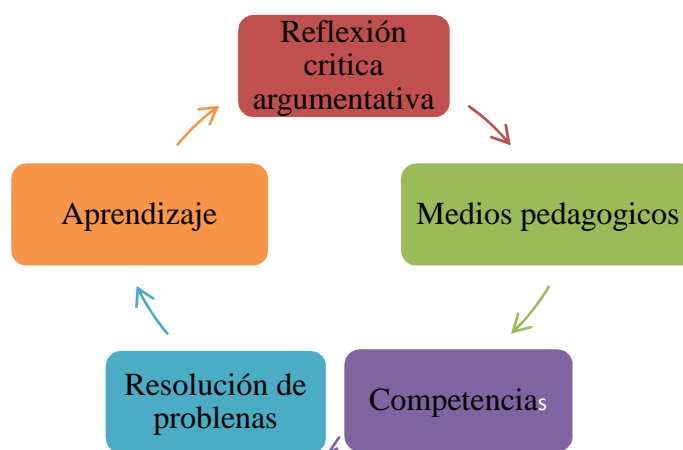 Reflexión
critica
argumentativa
Aprendizaje
Medios pedagogicos
Resolución de
problenas
Competencias